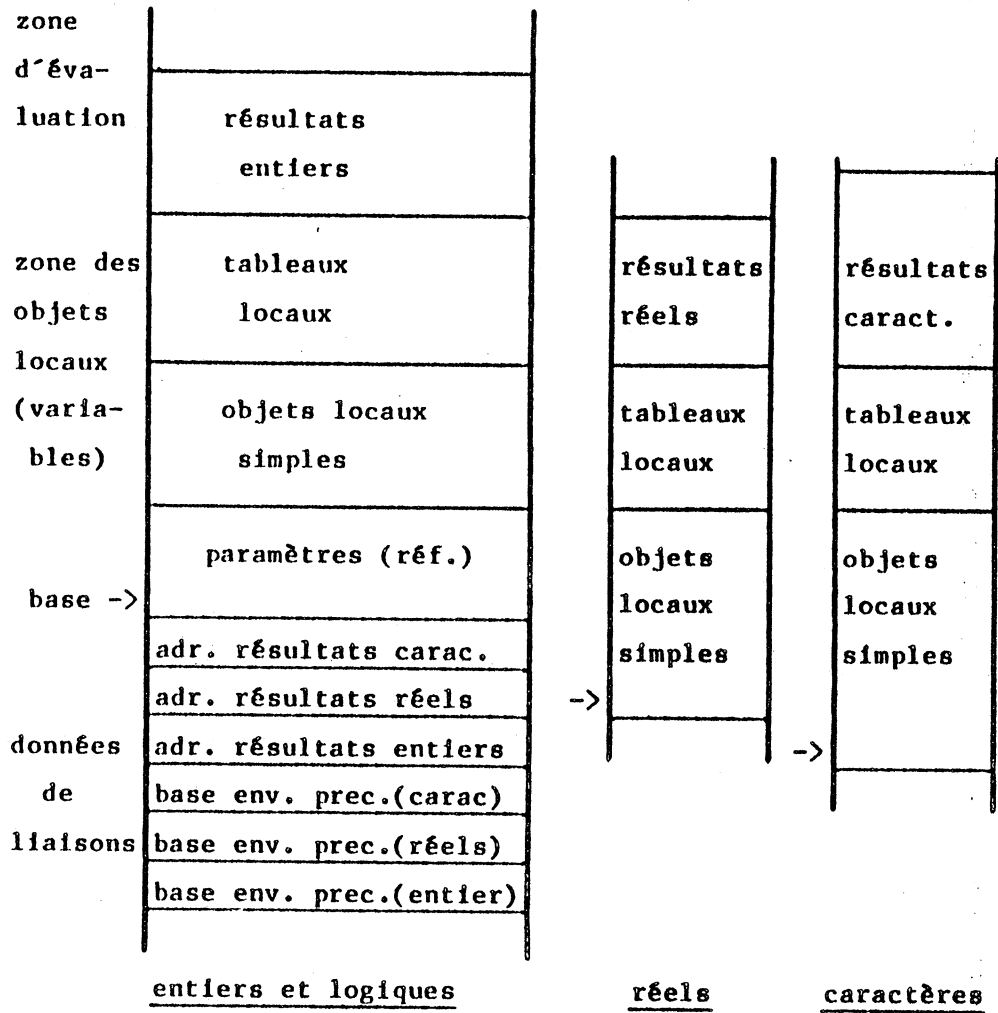 zone
d´éva-
luation
résultats
entiers
zone des
objets
locaux
(varia-
bles)
tableaux
locaux
objets locaux
simples
paramètres (réf.)
base ->
adr. résultats carac.
adr. résultats réels
adr. résultats entiers
base env. prec.(carac)
base env. prec.(réels)
base env. prec.(entier)
données
de
liaisons
entiers et logiques
résultats
réels
tableaux
locaux
objets
locaux
simples
->
réels
résultats
caract.
tableaux
locaux
objets
locaux
simples
->
caractères